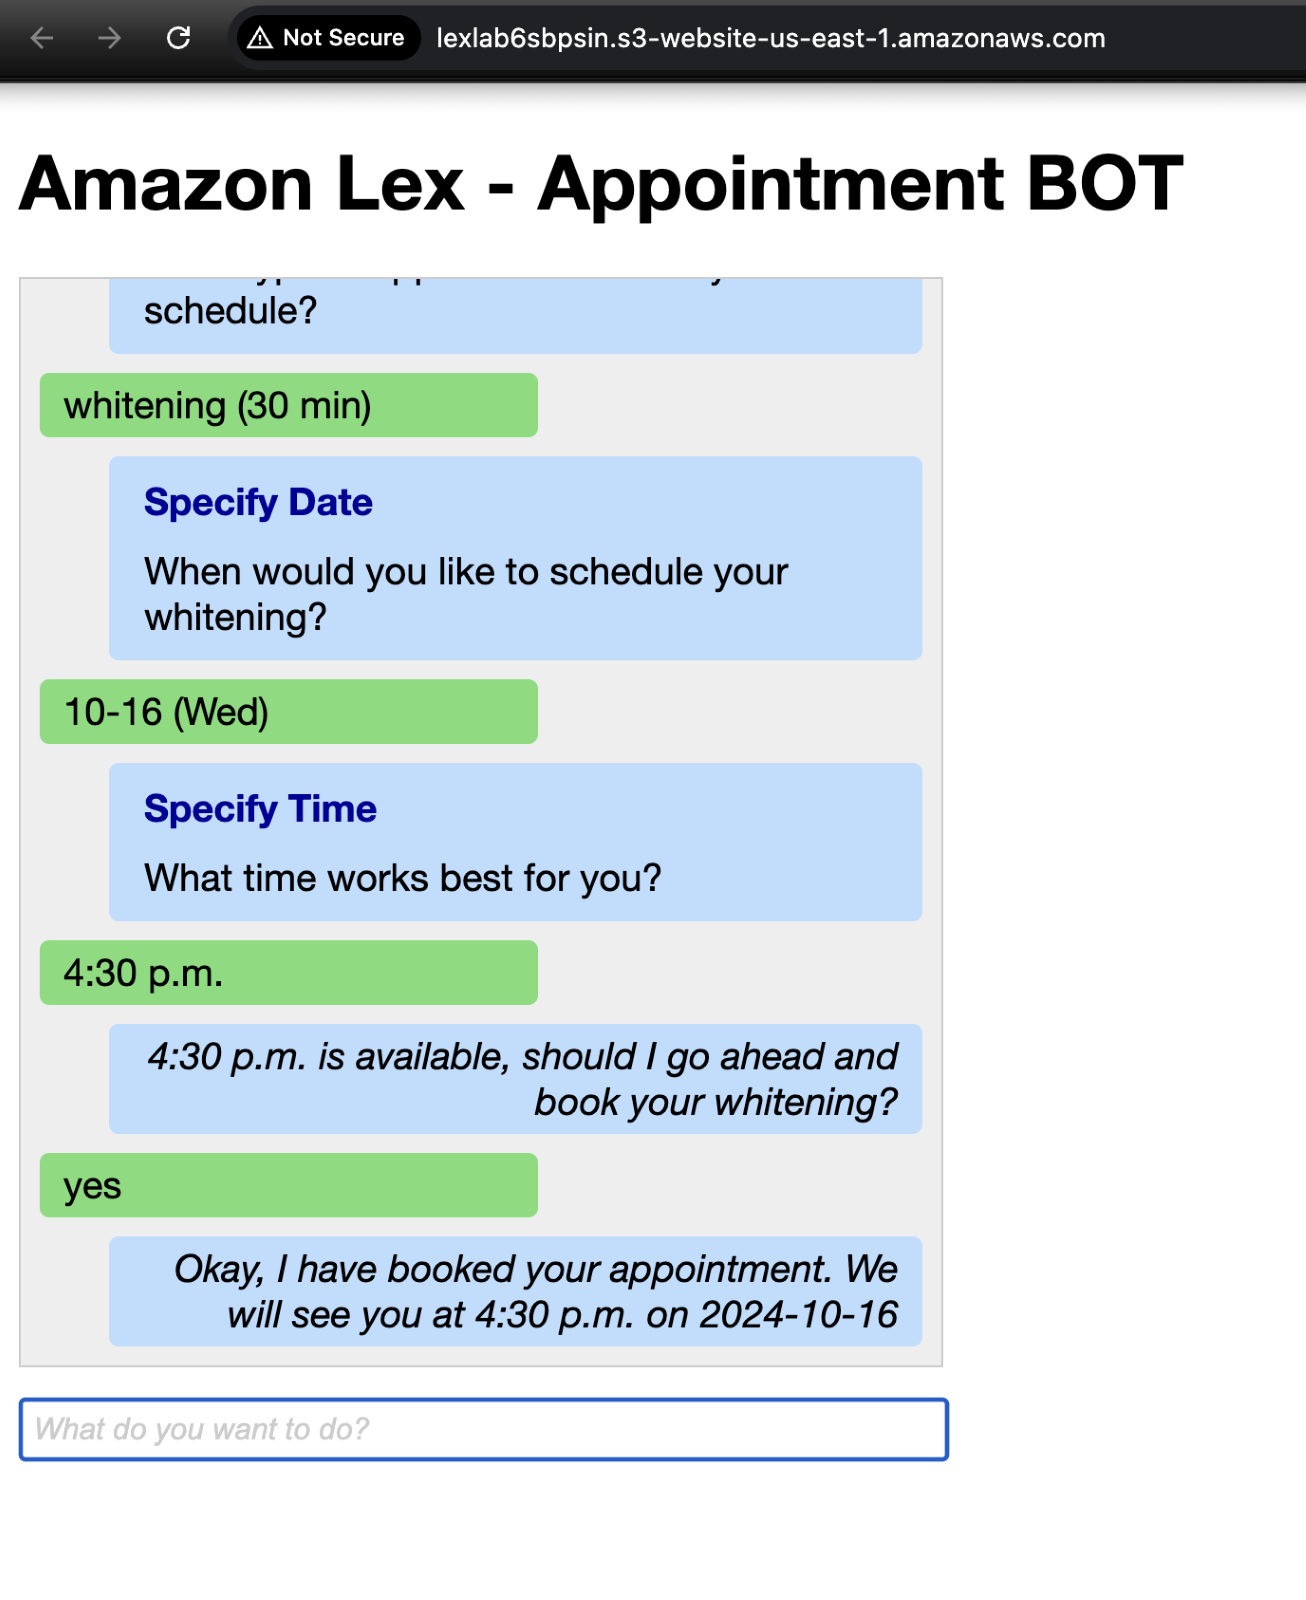 Not Secure lexlab6sbpsin.s3-website-us-east-1.amazonaws.com
Amazon Lex - Appointment BOT
schedule?
whitening (30 min)
Specify Date
When would you like to schedule your
whitening?
10-16 (Wed)
Specify Time
What time works best for you?
4:30 p.m.
4:30 p.m. is available, should I go ahead and
book your whitening?
yes
Okay, I have booked your appointment. We
will see you at 4:30 p.m. on 2024-10-16
What do you want to do?